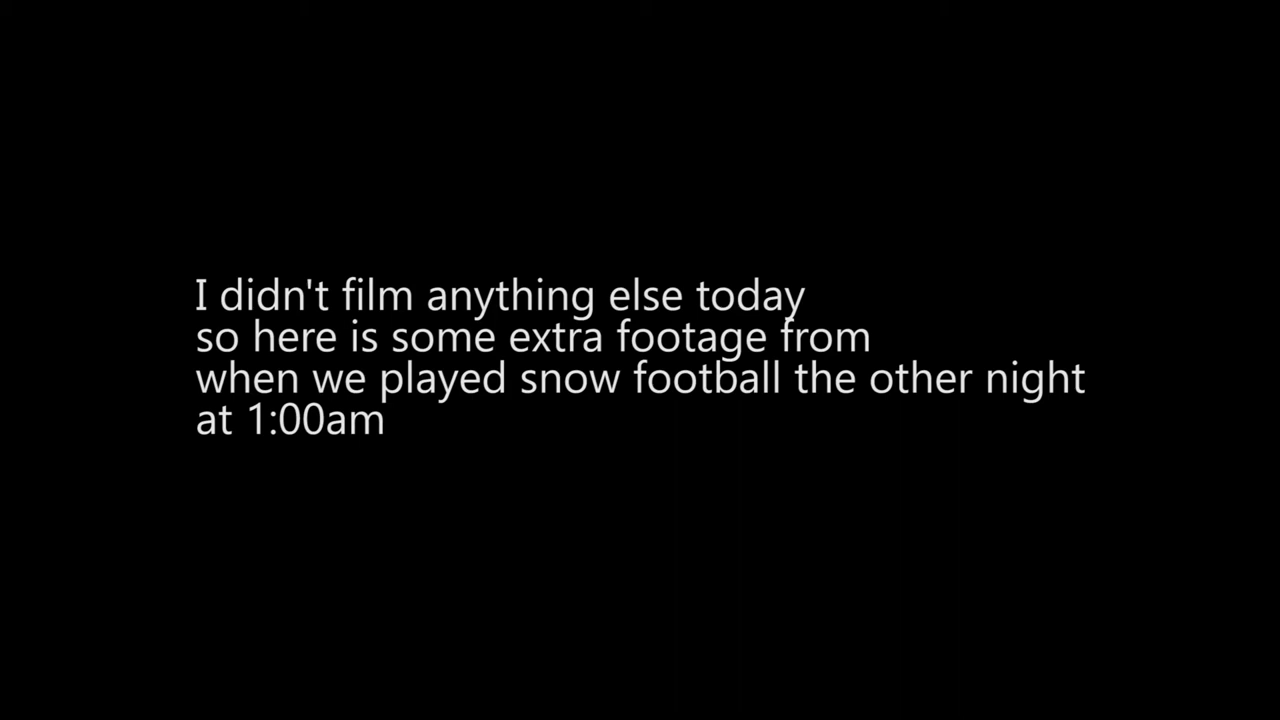 I didn't film anything else today
so here is some extra footage from
when we played snow football the other night
at 1:00am